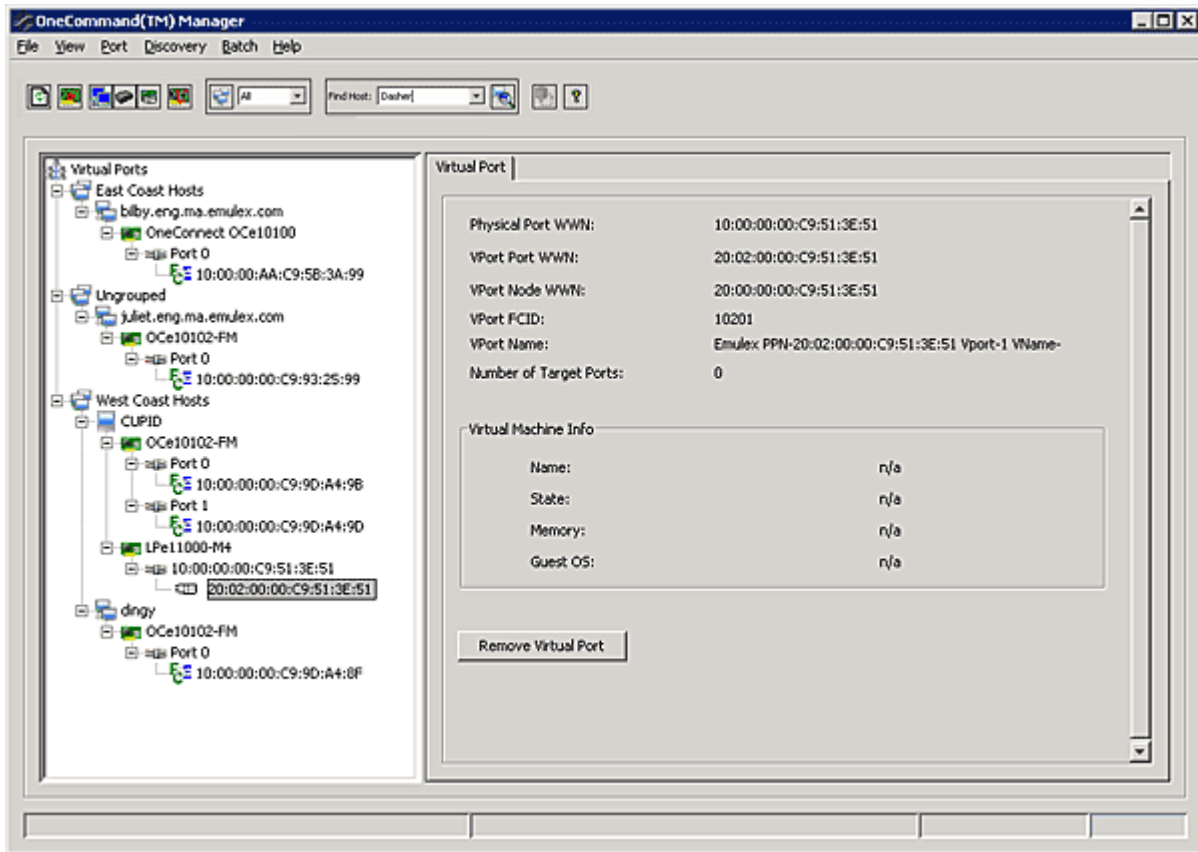 OneCommand(TM) Manager
File View Port Discovery Batch Help
All
Find Host: Dasher
Virtual Ports
East Coast Hosts
bilby.eng.ma.emulex.com
OneConnect OCe10100
Port 0
10:00:00:AA:C9:5B:3A:99
Ungrouped
juliet.eng.ma.emulex.com
OCe10102-FM
Port 0
10:00:00:00:C9:93:25:99
West Coast Hosts
CUPID
OCe10102-FM
Port 0
10:00:00:00:C9:9D:A4:9B
Port 1
10:00:00:00:C9:9D:A4:9D
LPe11000-M4
10:00:00:00:C9:51:3E:51
20:02:00:00:C9:51:3E:51
dingy
OCe10102-FM
Port 0
10:00:00:00:C9:9D:A4:8F
Virtual Port
Physical Port WWN: 10:00:00:00:C9:51:3E:51
VPort Port WWN: 20:02:00:00:C9:51:3E:51
VPort Node WWN: 20:00:00:00:C9:51:3E:51
VPort FCID: 10201
VPort Name: Emulex PPN-20:02:00:00:C9:51:3E:51 Vport-1 VName-
Number of Target Ports: 0
Virtual Machine Info
Name: n/a
State: n/a
Memory: n/a
Guest OS: n/a
Remove Virtual Port